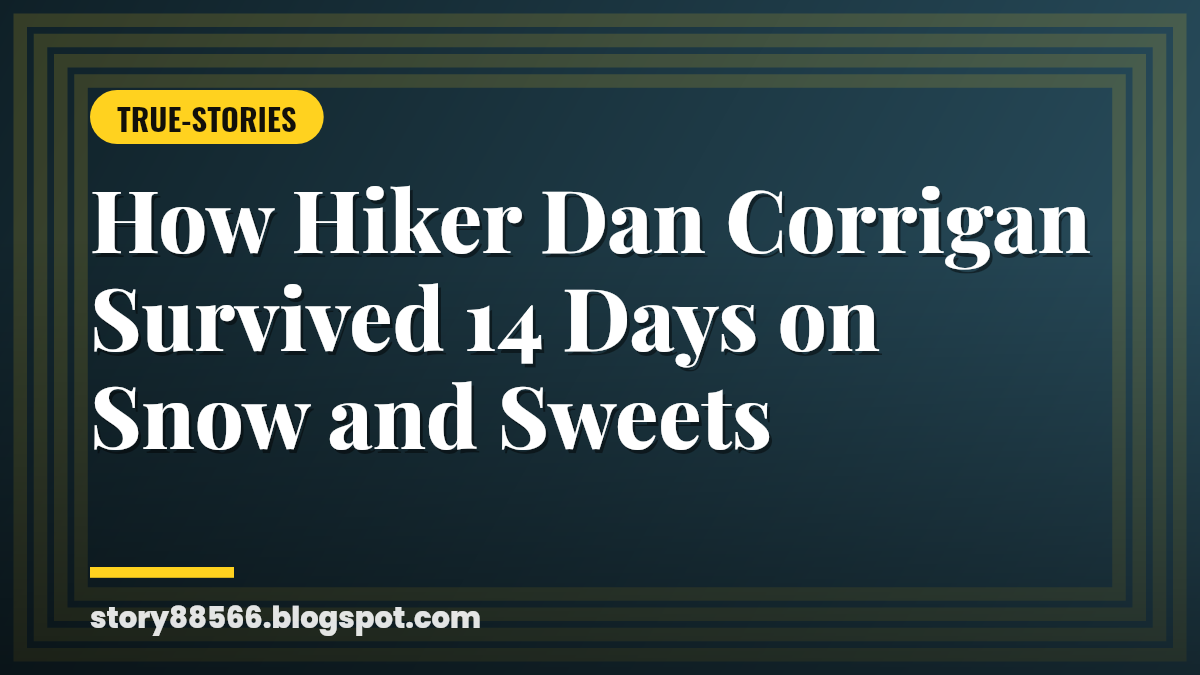 TRUE-STORIES
How Hiker Dan Corrigan
Survived 14 Days on
Snow and Sweets
story88566.blogspot.com